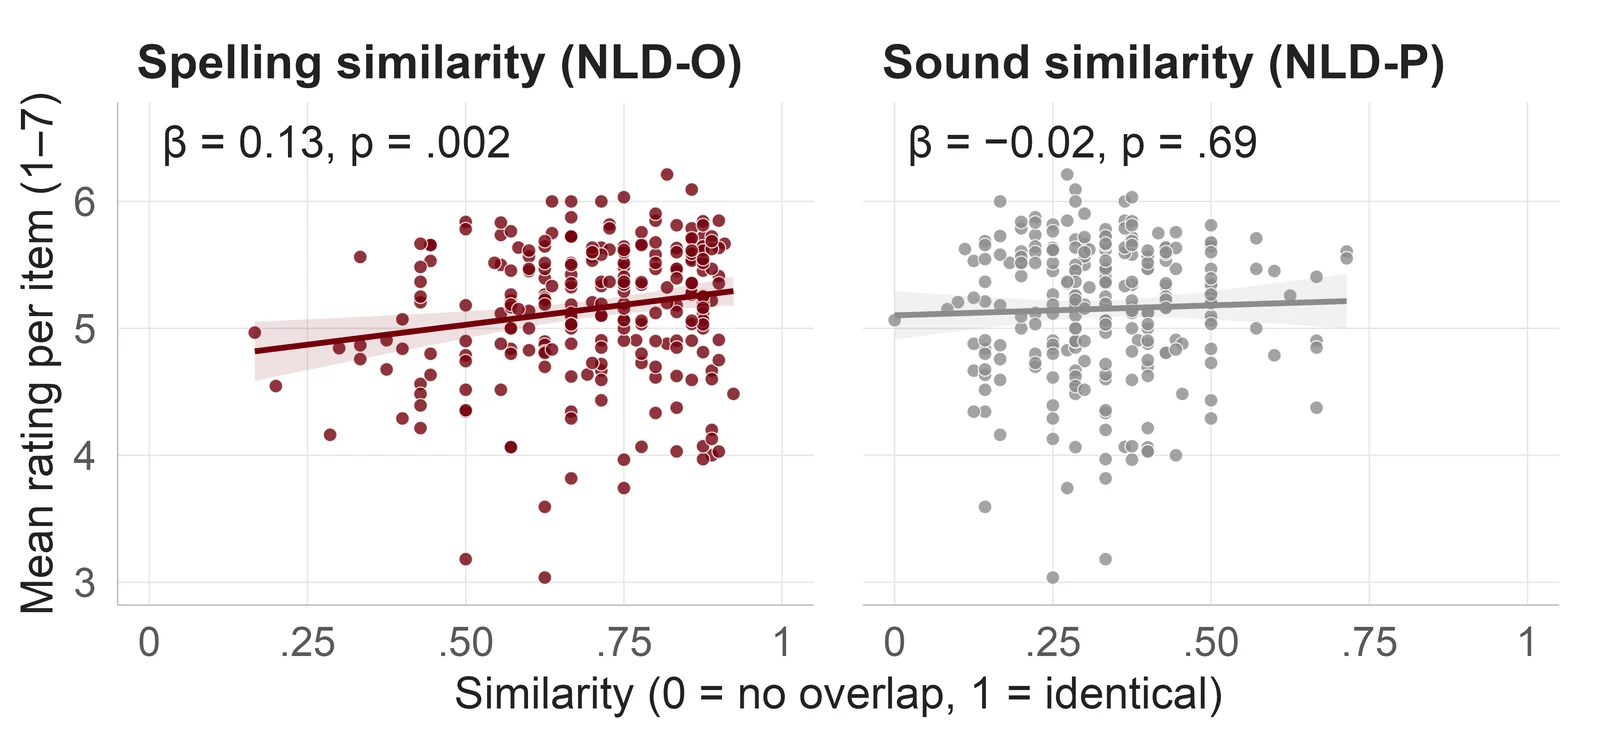 Spelling similarity (NLD-O)
Sound similarity (NLD-P)
β = 0.13, p = .002
β = −0.02, p = .69
Mean rating per item (1–7)
6
5
4
3
0 .25 .50 .75 1
0 .25 .50 .75 1
Similarity (0 = no overlap, 1 = identical)